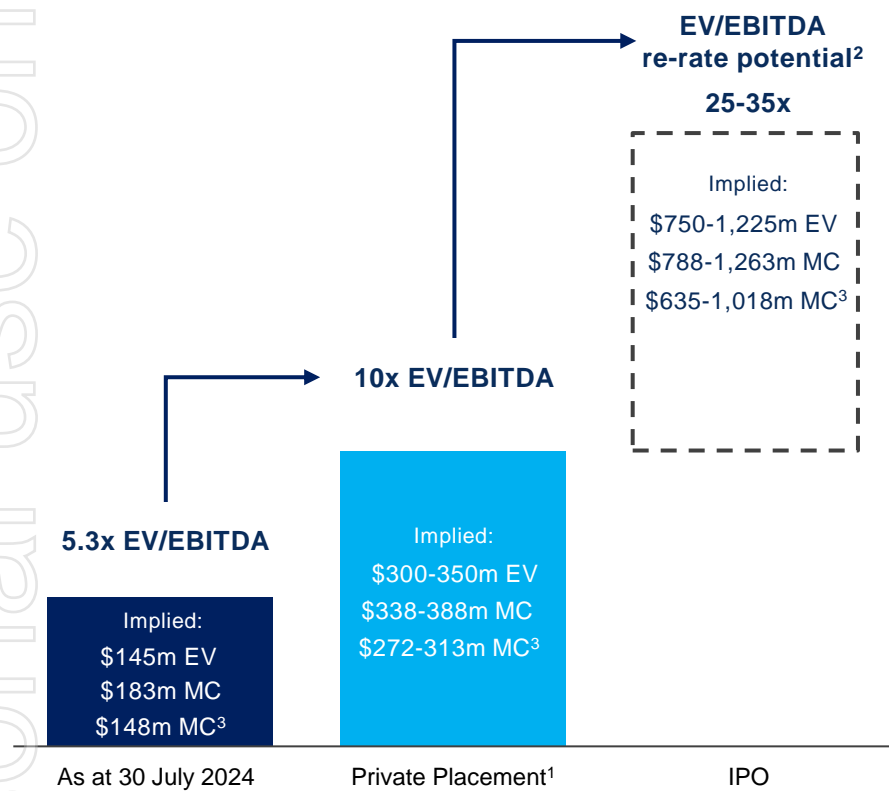 EV/EBITDA
re-rate potential²
25-35x
Implied:
$750-1,225m EV
$788-1,263m MC
$635-1,018m MC³
10x EV/EBITDA
Implied:
$300-350m EV
$338-388m MC
$272-313m MC³
5.3x EV/EBITDA
Implied:
$145m EV
$183m MC
$148m MC³
As at 30 July 2024
Private Placement¹
IPO